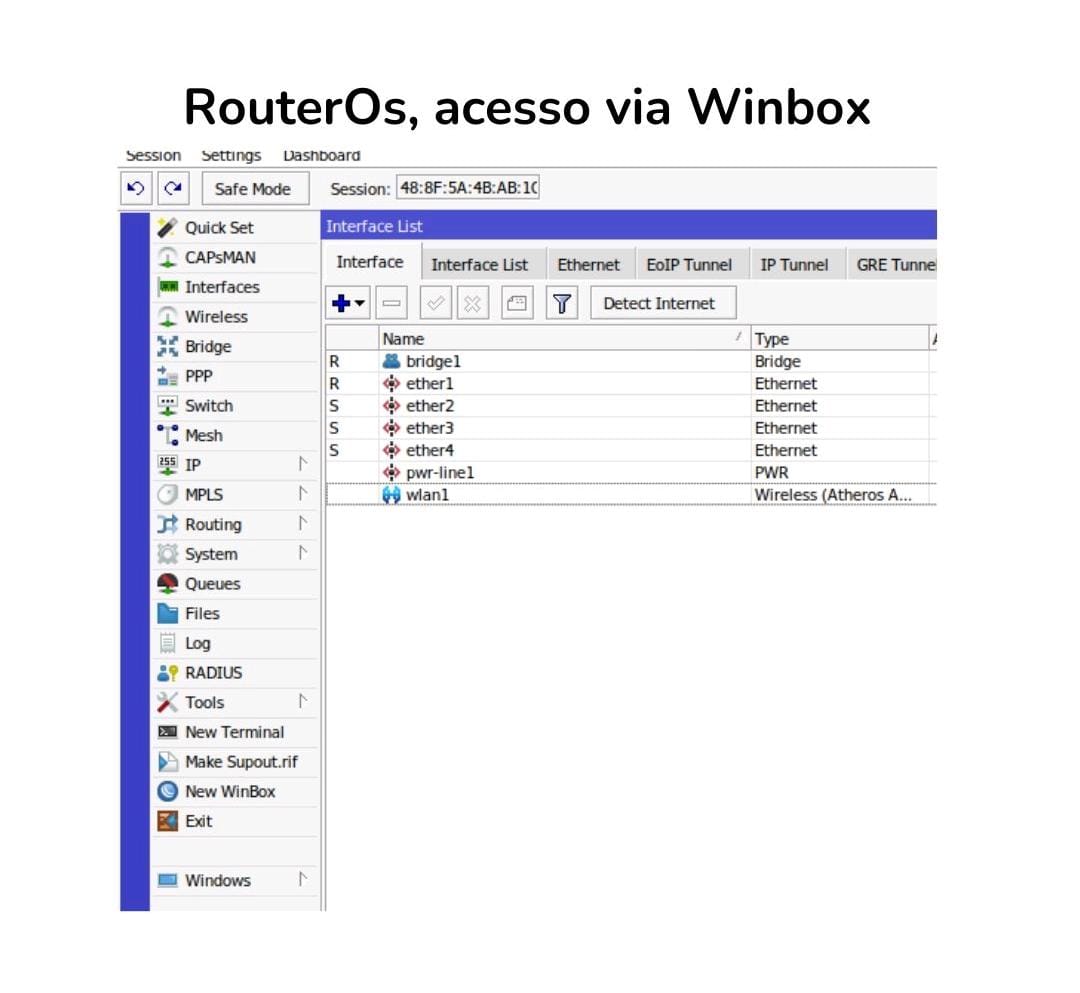 RouterOs, acesso via Winbox
Session Settings Dashboard
Safe Mode Session: 48:8F:5A:4B:AB:1
Quick Set
CAPsMAN
Interfaces
Wireless
Bridge
PPP
Switch
Mesh
IP
MPLS
Routing
System
Queues
Files
Log
RADIUS
Tools
New Terminal
Make Supout.rif
New WinBox
Exit
Windows
Interface List
Interface Interface List Ethernet EoIP Tunnel IP Tunnel GRE Tunne
Detect Internet
Name Type
R bridge1 Bridge
R ether1 Ethernet
S ether2 Ethernet
S ether3 Ethernet
S ether4 Ethernet
pwr-line1 PWR
wlan1 Wireless (Atheros A...